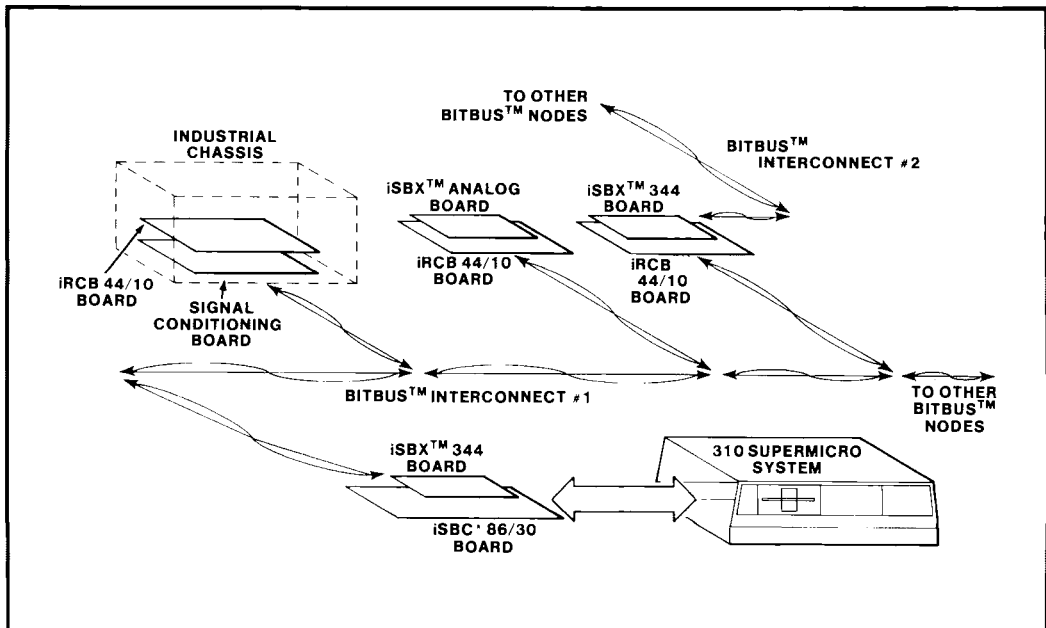 TO OTHER
BITBUS™ NODES
INDUSTRIAL
CHASSIS
BITBUS™
INTERCONNECT #2
iSBX™ ANALOG
BOARD
iSBX™ 344
BOARD
iRCB 44/10
BOARD
iRCB 44/10
BOARD
iRCB
44/10
BOARD
SIGNAL
CONDITIONING
BOARD
BITBUS™ INTERCONNECT #1
TO OTHER
BITBUS™
NODES
iSBX™ 344
BOARD
310 SUPERMICRO
SYSTEM
iSBC* 86/30
BOARD